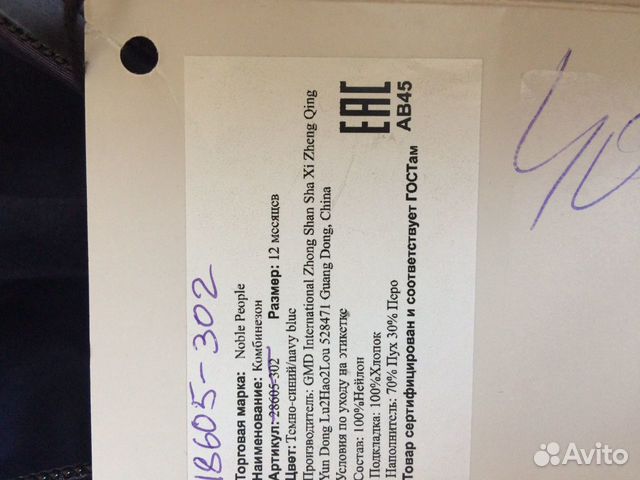 18605-302
Торговая марка: Noble People
Наименование: Комбинезон
Артикул: 28605-302 Размер: 12 месяцев
Цвет: Темно-синий/navy blue
Производитель: GMD International Zhong Shan Sha Xi Zheng Qing
Yun Dong Lu2Hao2Lou 528471 Guang Dong, China
Условия по уходу на этикетке
Состав: 100%Нейлон
Подкладка: 100%Хлопок
Наполнитель: 70% Пух 30% Перо
Товар сертифицирован и соответствует ГОСТам
EAC
АВ45
Avito